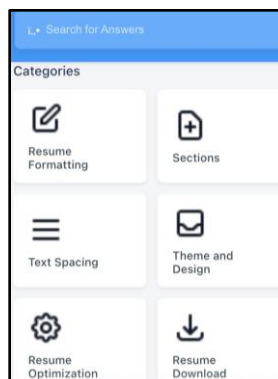 Search for Answers
Categories
Resume
Formatting
Sections
Text Spacing
Theme and
Design
Resume
Optimization
Resume
Download